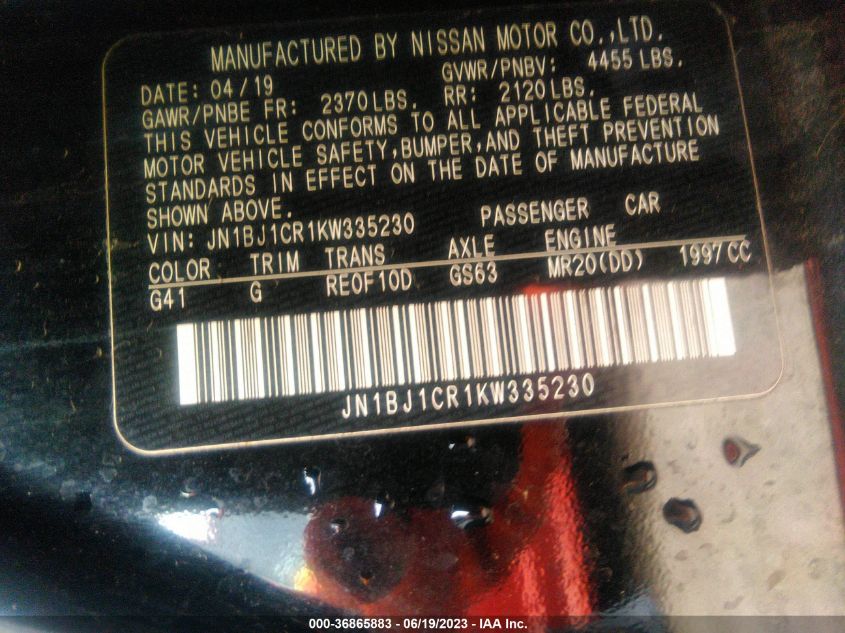 MANUFACTURED BY NISSAN MOTOR CO.,LTD.
DATE: 04/19 GVWR/PNBV: 4455 LBS.
GAWR/PNBE FR: 2370LBS. RR: 2120LBS.
THIS VEHICLE CONFORMS TO ALL APPLICABLE FEDERAL
MOTOR VEHICLE SAFETY,BUMPER,AND THEFT PREVENTION
STANDARDS IN EFFECT ON THE DATE OF MANUFACTURE
SHOWN ABOVE.
VIN: JN1BJ1CR1KW335230 PASSENGER CAR
COLOR TRIM TRANS AXLE ENGINE
G41 G RE0F10D GS63 MR20(DD) 1997CC
JN1BJ1CR1KW335230
000-36865883 / 06/19/2023 - IAA Inc.